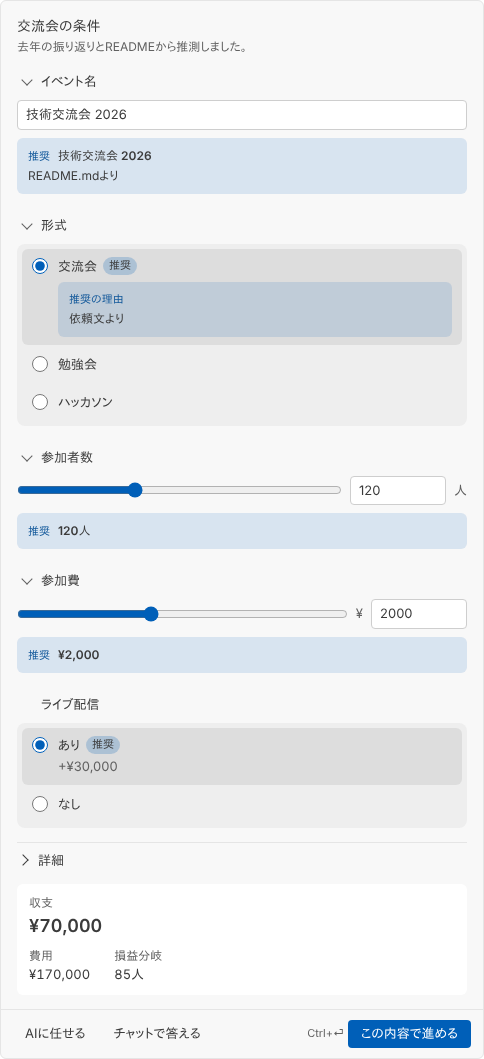 交流会の条件
去年の振り返りとREADMEから推測しました。
イベント名
技術交流会 2026
推奨 技術交流会 2026
README.mdより
形式
交流会 推奨
推奨の理由
依頼文より
勉強会
ハッカソン
参加者数
120 人
推奨 120人
参加費
¥ 2000
推奨 ¥2,000
ライブ配信
あり 推奨
+¥30,000
なし
詳細
収支
¥70,000
費用 損益分岐
¥170,000 85人
AIに任せる チャットで答える Ctrl+⏎ この内容で進める